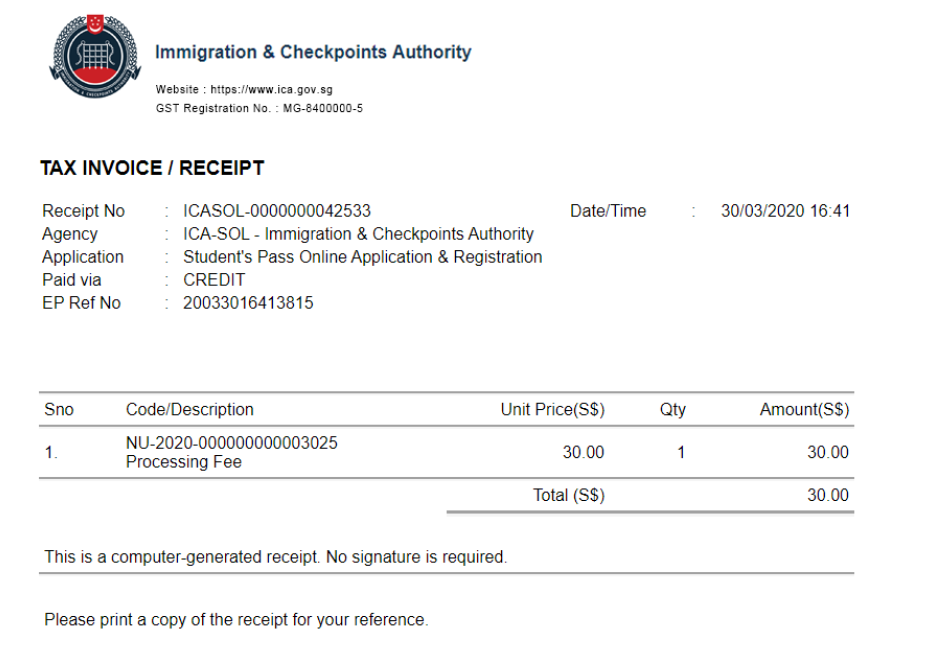 Immigration & Checkpoints Authority
Website : https://www.ica.gov.sg
GST Registration No. : MG-8400000-5
TAX INVOICE / RECEIPT
Receipt No : ICASOL-0000000042533 Date/Time : 30/03/2020 16:41
Agency : ICA-SOL - Immigration & Checkpoints Authority
Application : Student's Pass Online Application & Registration
Paid via : CREDIT
EP Ref No : 20033016413815
Sno Code/Description Unit Price(S$) Qty Amount(S$)
1. NU-2020-000000000003025 30.00 1 30.00
Processing Fee
Total (S$) 30.00
This is a computer-generated receipt. No signature is required.
Please print a copy of the receipt for your reference.